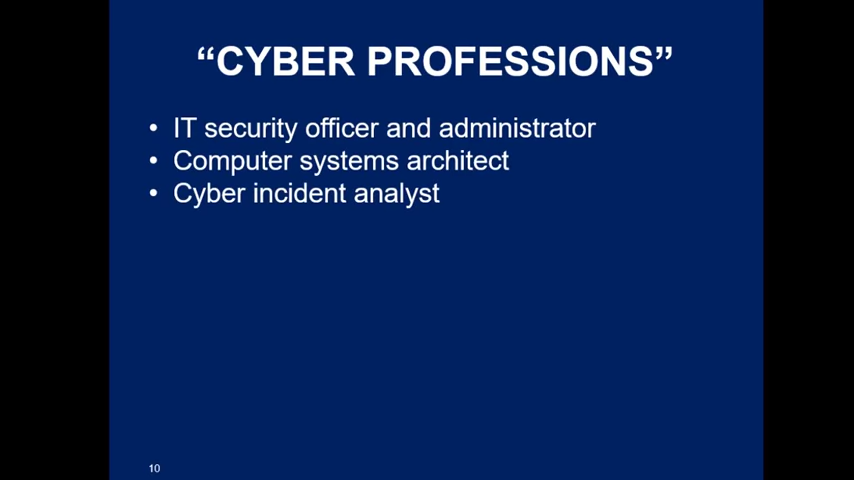 “CYBER PROFESSIONS”
• IT security officer and administrator
• Computer systems architect
• Cyber incident analyst
10